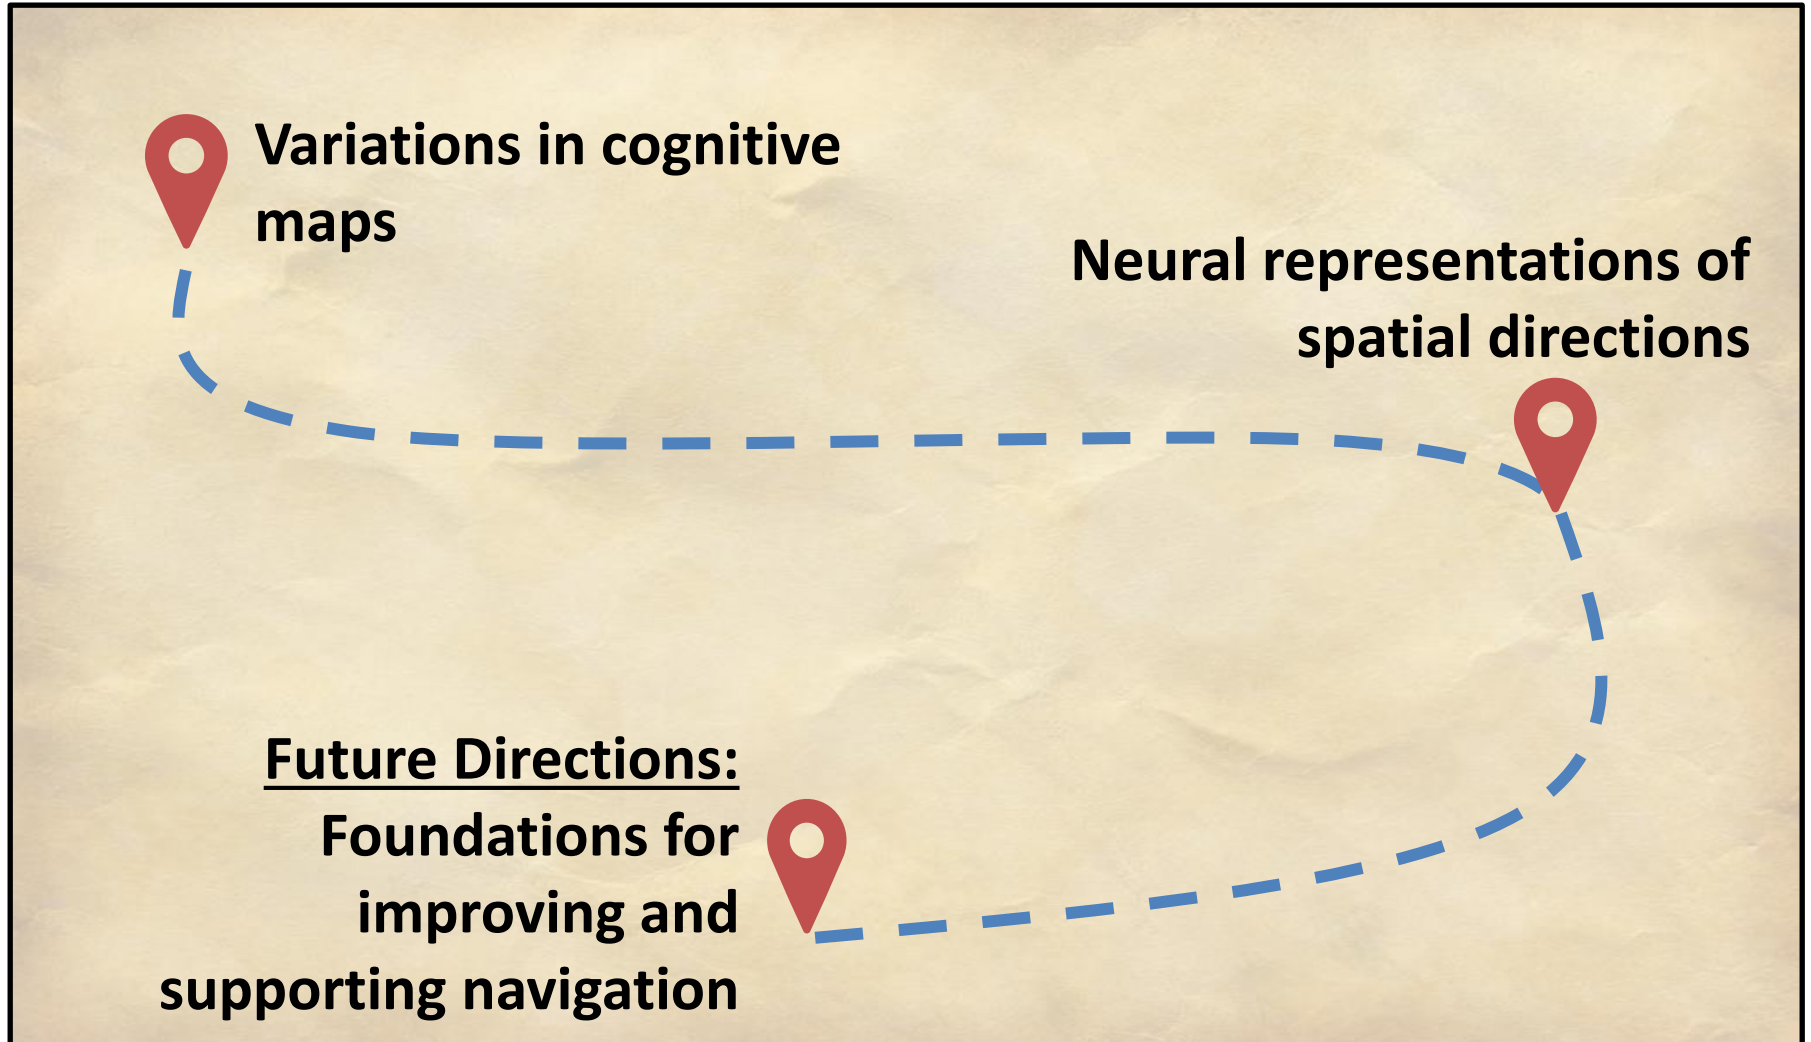 Variations in cognitive
maps
Neural representations of
spatial directions
Future Directions:
Foundations for
improving and
supporting navigation